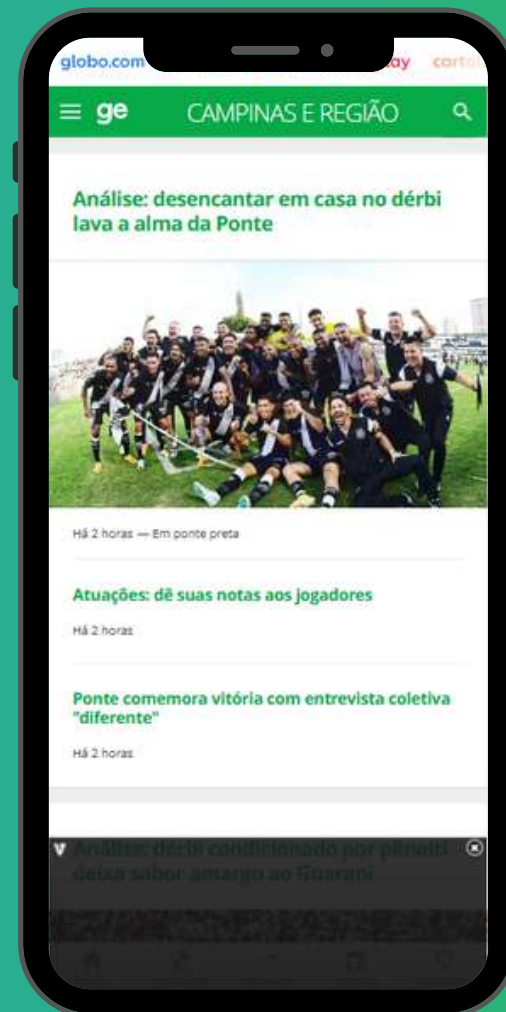 globo.com
ay carto
ge CAMPINAS E REGIÃO
Análise: desencantar em casa no dérbi
lava a alma da Ponte
Há 2 horas — Em ponte preta
Atuações: dê suas notas aos jogadores
Há 2 horas
Ponte comemora vitória com entrevista coletiva
"diferente"
Há 2 horas
Análise: dérbi condicionado por pênalti
deixa sabor amargo ao Guarani